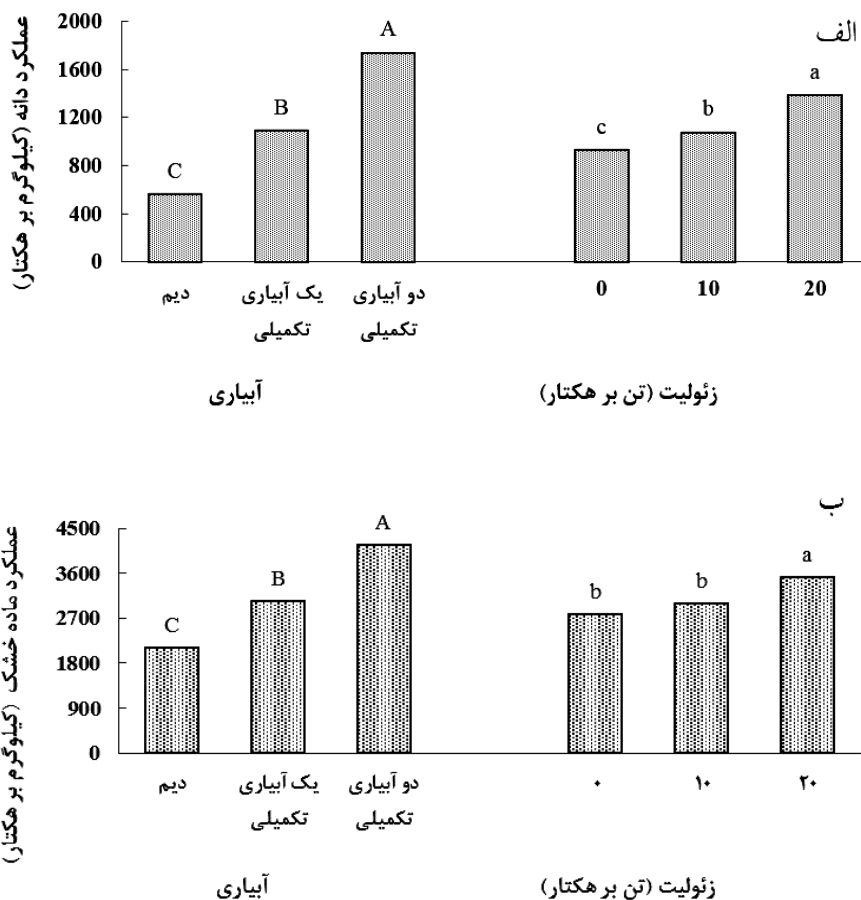 الف
عملکرد دانه (کیلوگرم بر هکتار)
2000
1600
1200
800
400
0
C
B
A
c
b
a
دیم
یک آبیاری
تکمیلی
دو آبیاری
تکمیلی
0
10
20
آبیاری
زئولیت (تن بر هکتار)
ب
عملکرد ماده خشک (کیلوگرم بر هکتار)
4500
3600
2700
1800
900
0
C
B
A
b
b
a
دیم
یک آبیاری
تکمیلی
دو آبیاری
تکمیلی
۰
۱۰
۲۰
آبیاری
زئولیت (تن بر هکتار)